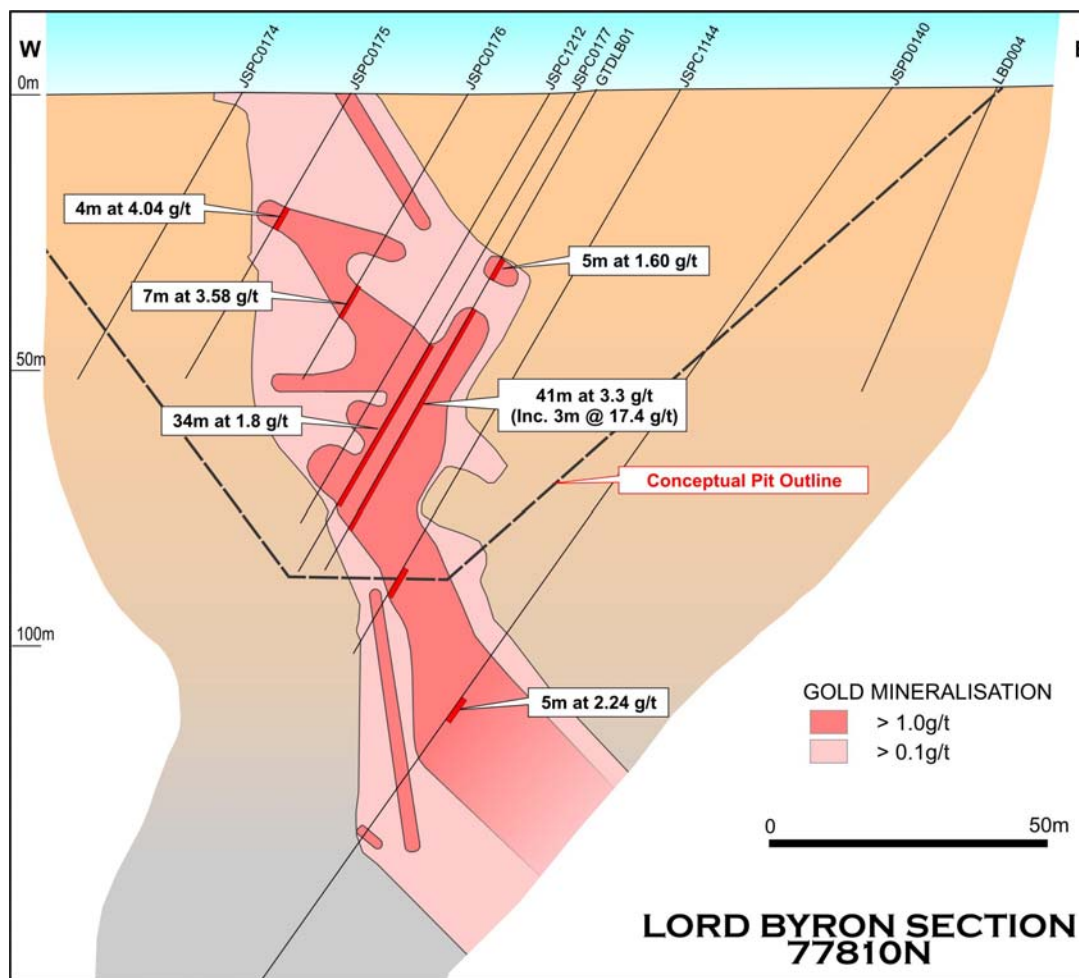 W
E
JSPC0174
JSPC0175
JSPC0176
JSPC1212
JSPC0177
GTDLB01
JSPC1144
JSPD0140
LBD004
0m
4m at 4.04 g/t
5m at 1.60 g/t
7m at 3.58 g/t
50m
41m at 3.3 g/t
(Inc. 3m @ 17.4 g/t)
34m at 1.8 g/t
Conceptual Pit Outline
100m
5m at 2.24 g/t
GOLD MINERALISATION
> 1.0g/t
> 0.1g/t
0 50m
LORD BYRON SECTION
77810N